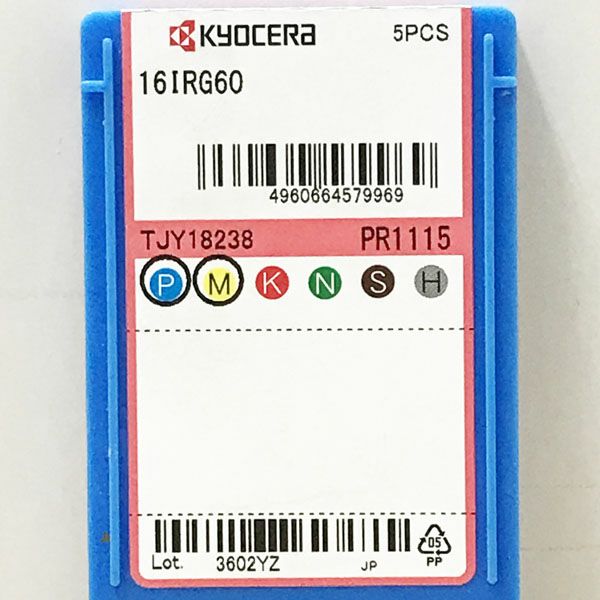 KYOCERA 5PCS
16IRG60
4960664579969
TJY18238 PR1115
P M K N S H
Lot. 3602YZ JP
05
PP